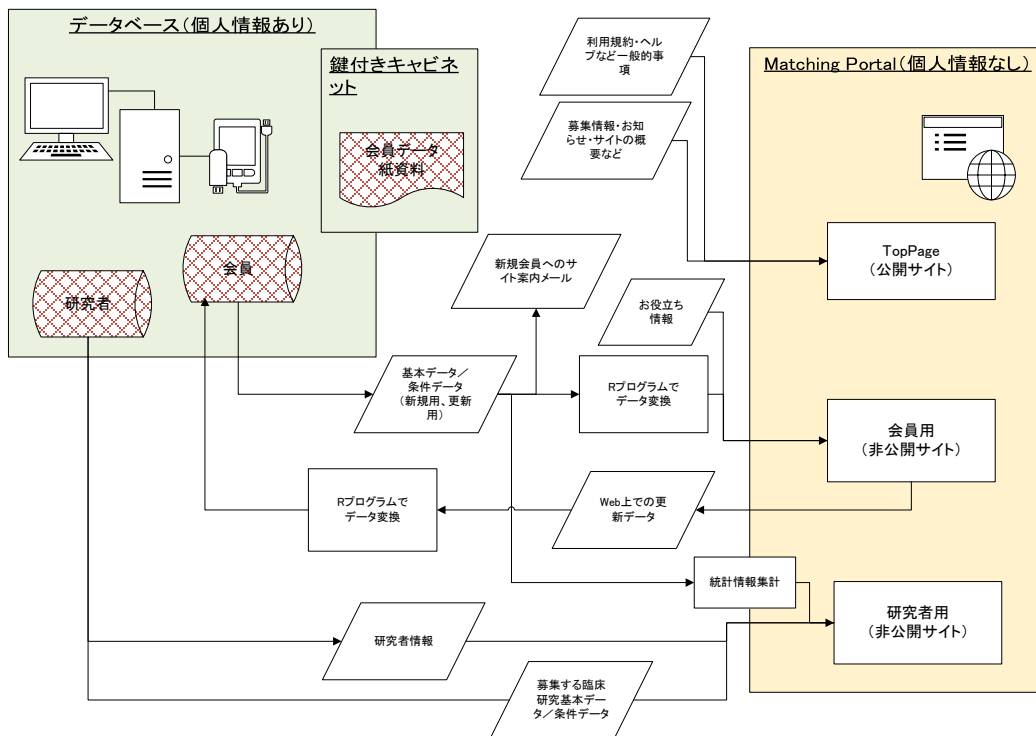 データベース（個人情報あり）
鍵付きキャビネ
ット
会員データ
紙資料
会員
研究者
利用規約・ヘル
プなど一般的事
項
募集情報・お知
らせ・サイトの概
要など
Matching Portal（個人情報なし）
TopPage
（公開サイト）
新規会員へのサ
イト案内メール
お役立ち
情報
基本データ／
条件データ
（新規用、更新
用）
Rプログラムで
データ変換
会員用
（非公開サイト）
Rプログラムで
データ変換
Web上での更
新データ
統計情報集計
研究者用
（非公開サイト）
研究者情報
募集する臨床
研究基本デー
タ／条件データ